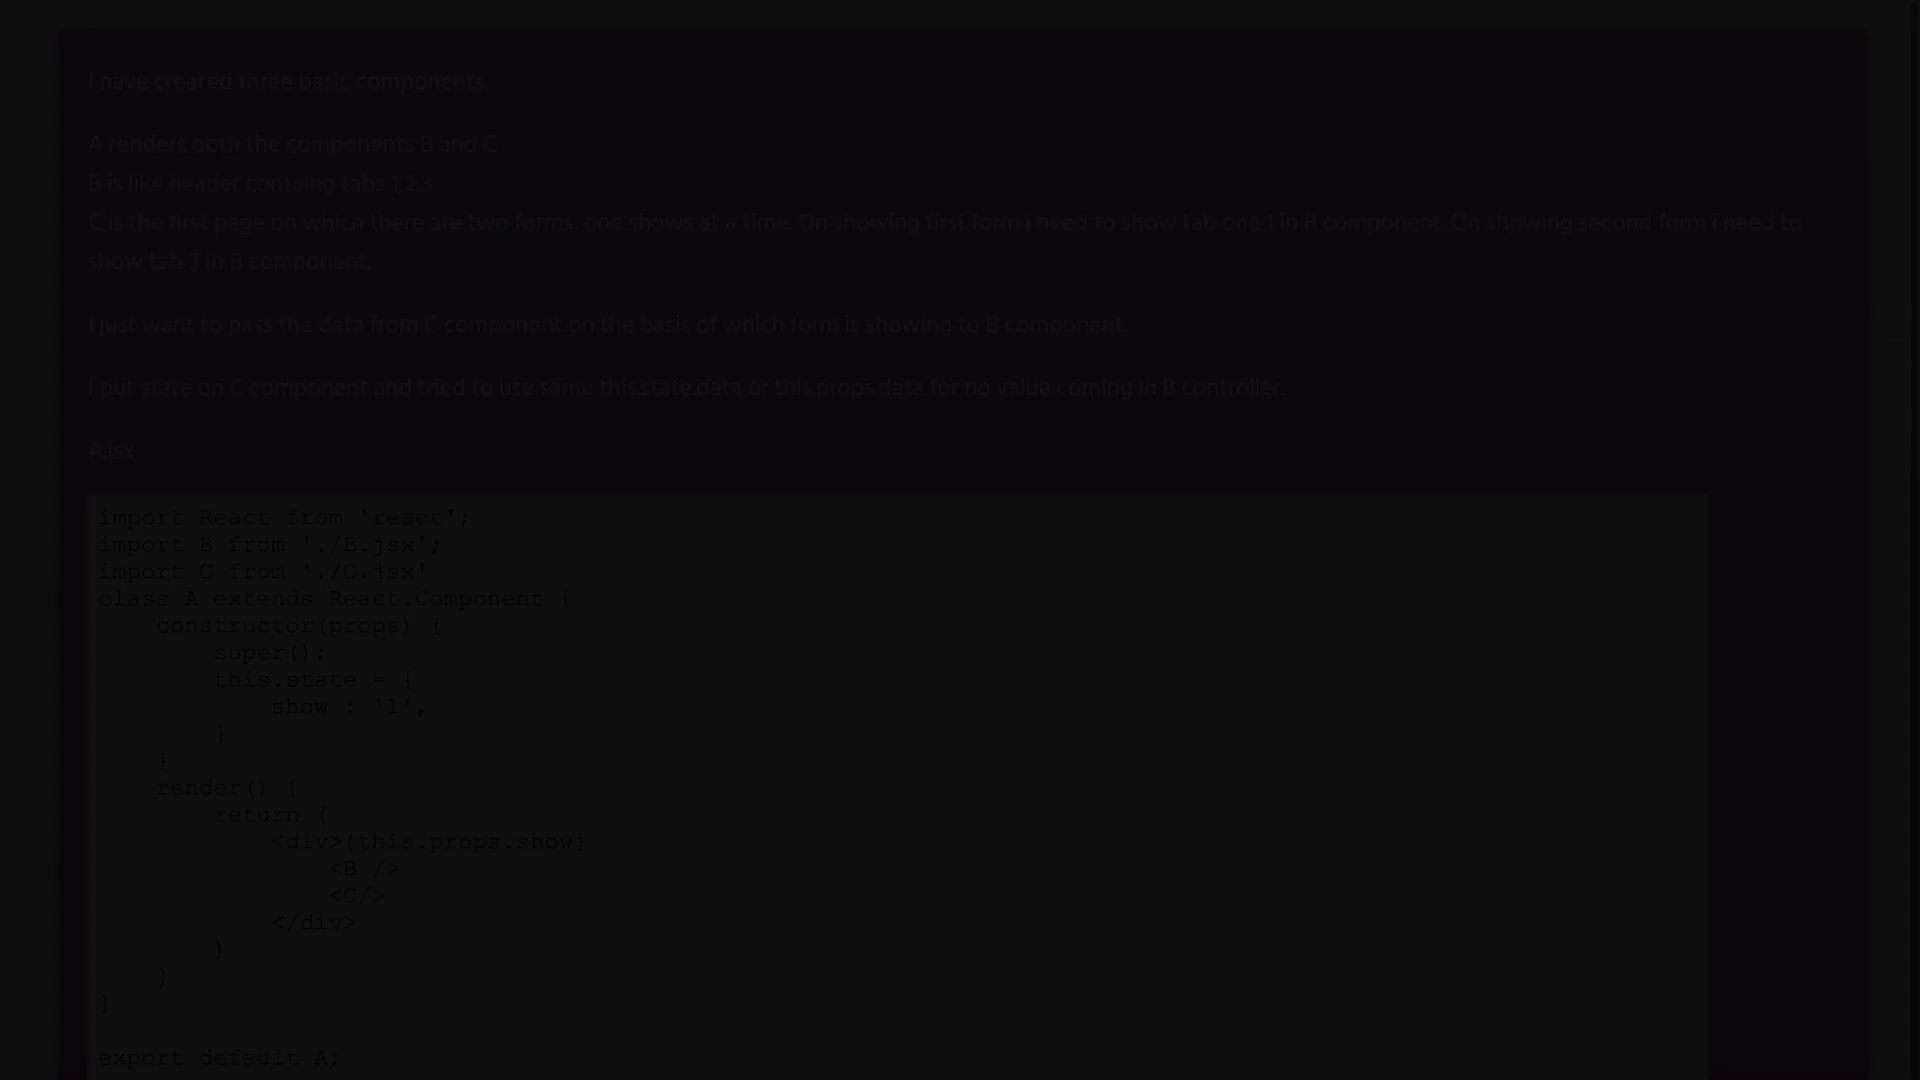 I have created three basic components.
A renders both the components B and C
B is like header containg tabs 1,2,3
C is the first page on which there are two forms. one shows at a time. On showing first form i need to show tab one 1 in B component. On showing second form i need to
show tab 3 in B component.
I just want to pass the data from C component on the basis of which form is showing to B component.
I put state on C component and tried to use same this.state.data or this.props.data for no value coming in B controller.
A.jsx
import React from 'react';
import B from './B.jsx';
import C from './C.jsx'
class A extends React.Component {
constructor(props) {
super();
this.state = {
show : '1',
}
}
render() {
return (
<div>{this.props.show}
<B />
<C/>
</div>
)
}
}
export default A;